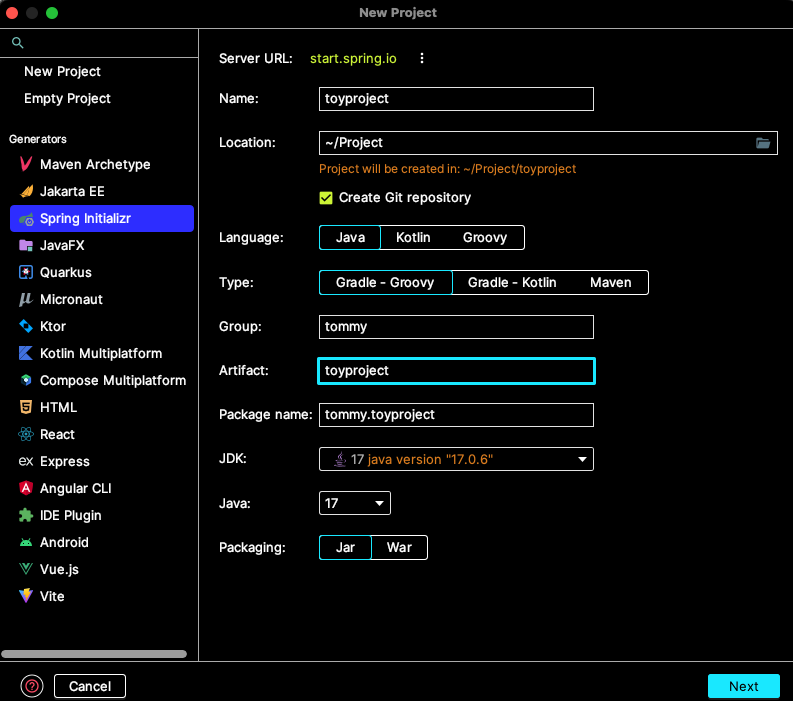 New Project
New Project
Empty Project
Generators
Maven Archetype
Jakarta EE
Spring Initializr
JavaFX
Quarkus
Micronaut
Ktor
Kotlin Multiplatform
Compose Multiplatform
HTML
React
ex Express
Angular CLI
IDE Plugin
Android
Vue.js
Vite
Server URL: start.spring.io
Name: toyproject
Location: ~/Project
Project will be created in: ~/Project/toyproject
Create Git repository
Language: Java Kotlin Groovy
Type: Gradle - Groovy Gradle - Kotlin Maven
Group: tommy
Artifact: toyproject
Package name: tommy.toyproject
JDK: 17 java version "17.0.6"
Java: 17
Packaging: Jar War
? Cancel Next